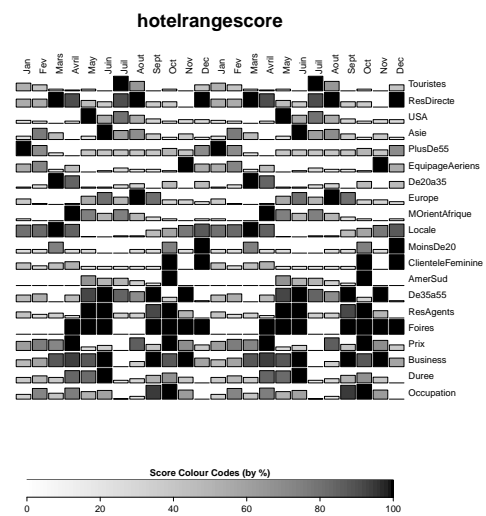 hotelrangescore
Jan Fev Mars Avril May Juin Juil Aout Sept Oct Nov Dec Jan Fev Mars Avril May Juin Juil Aout Sept Oct Nov Dec
Touristes
ResDirecte
USA
Asie
PlusDe55
EquipageAeriens
De20a35
Europe
MOrientAfrique
Locale
MoinsDe20
ClienteleFeminine
AmerSud
De35a55
ResAgents
Foires
Prix
Business
Duree
Occupation
Score Colour Codes (by %)
0 20 40 60 80 100